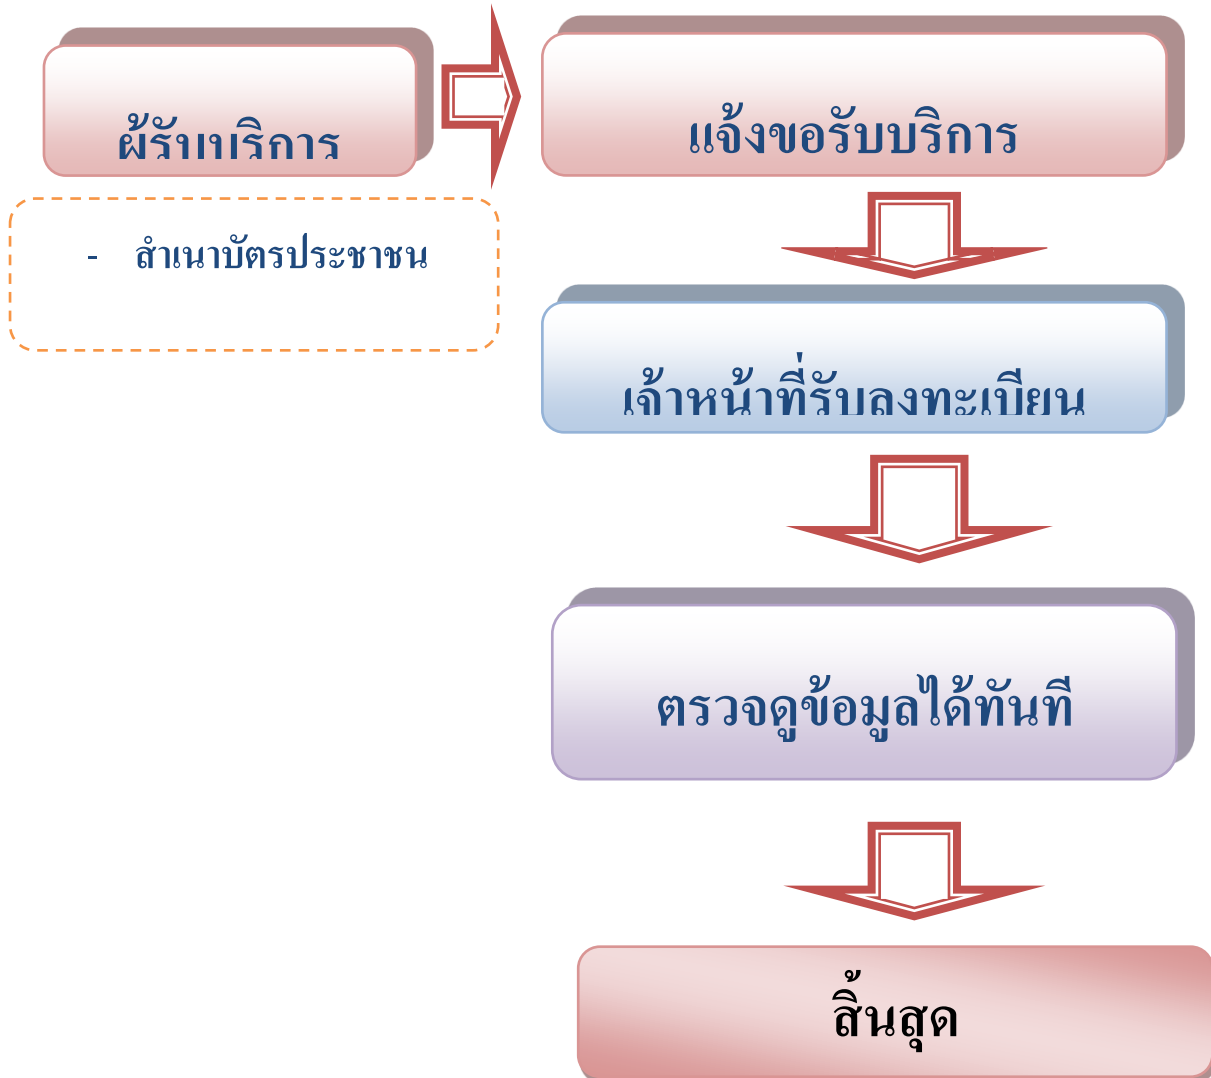 ผู้รับบริการ
แจ้งขอรับบริการ
- สำเนาบัตรประชาชน
เจ้าหน้าที่รับลงทะเบียน
ตรวจดูข้อมูลได้ทันที
สิ้นสุด